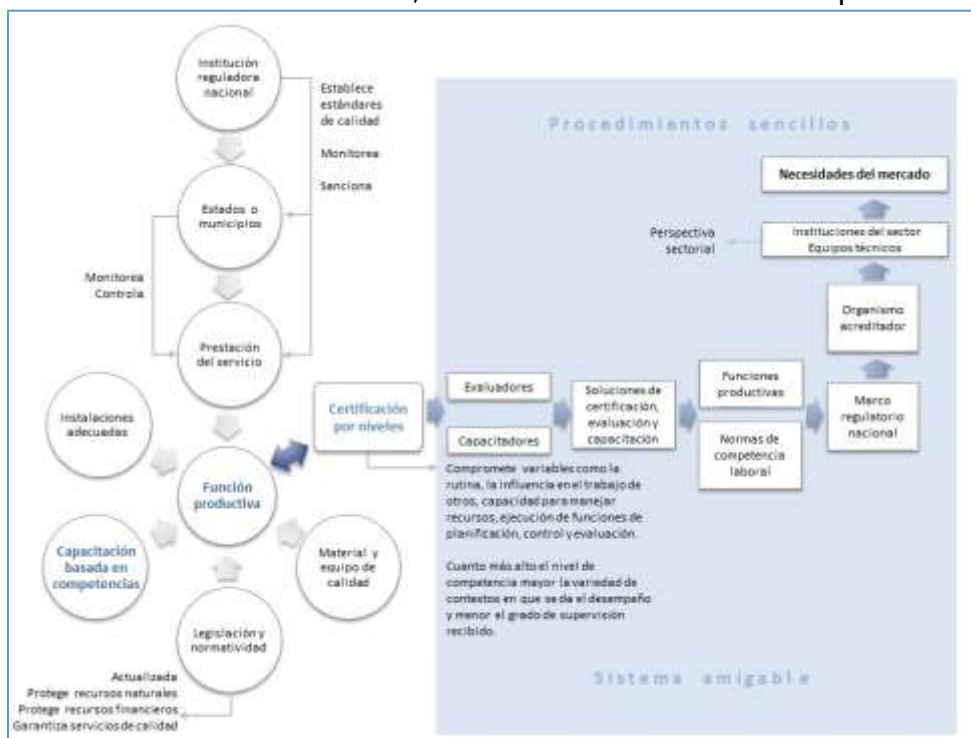 Institución
reguladora
nacional
Establece
estándares
de calidad
Monitorea
Sanciona
Estados o
municipios
Monitorea
Controla
Prestación
del servicio
Instalaciones
adecuadas
Función
productiva
Capacitación
basada en
competencias
Material y
equipo de
calidad
Legislación y
normatividad
Actualizada
Protege recursos naturales
Protege recursos financieros
Garantiza servicios de calidad
Procedimientos sencillos
Necesidades del mercado
Perspectiva
sectorial
Instituciones del sector
Equipos técnicos
Organismo
acreditador
Certificación
por niveles
Evaluadores
Capacitadores
Soluciones de
certificación,
evaluación y
capacitación
Funciones
productivas
Normas de
competencia
laboral
Marco
regulatorio
nacional
Compromete variables como la
rutina, la influencia en el trabajo de
otros, capacidad para manejar
recursos, ejecución de funciones de
planificación, control y evaluación.
Cuanto más alto el nivel de
competencia mayor la variedad de
contextos en que se da el desempeño
y menor el grado de supervisión
recibido.
Sistema amigable